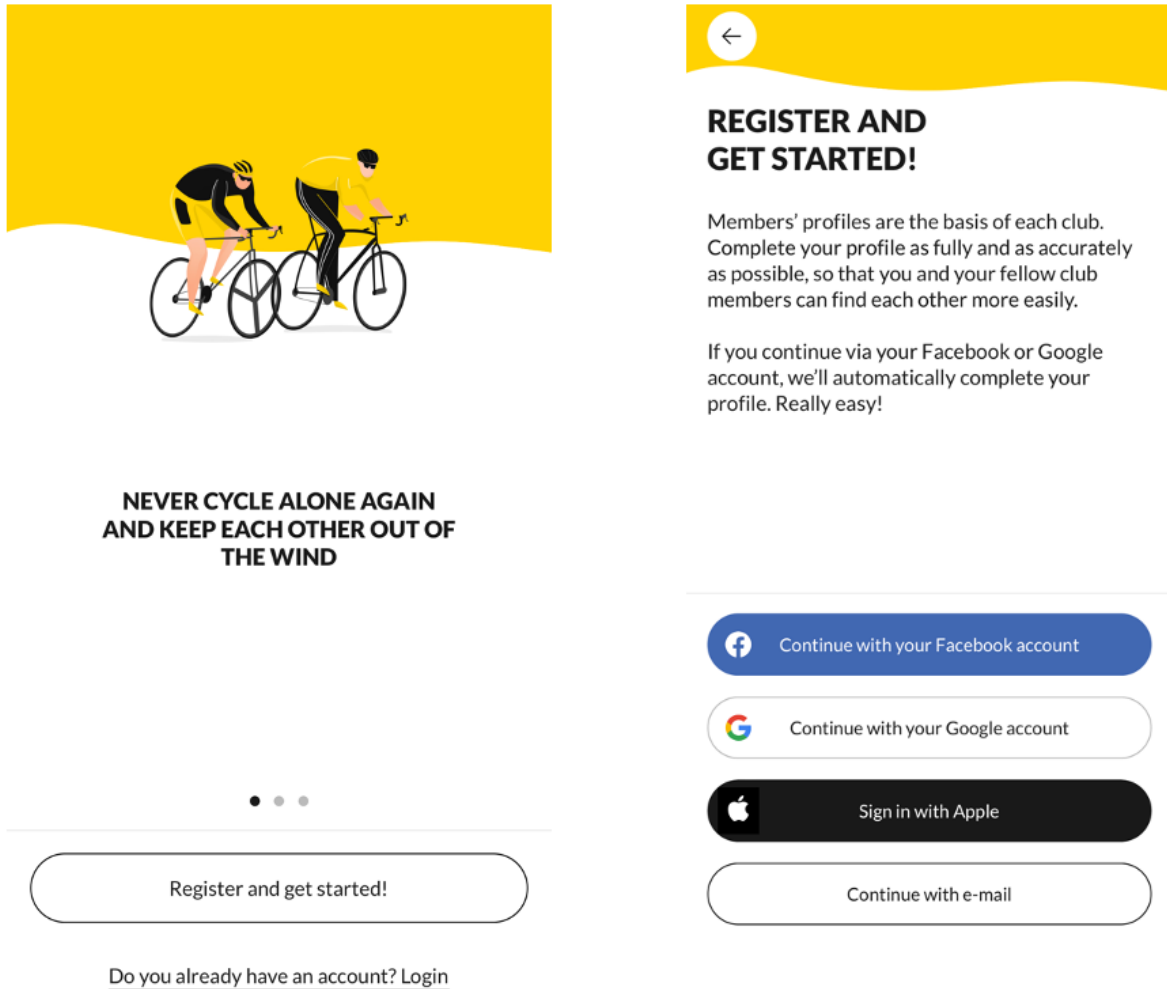 NEVER CYCLE ALONE AGAIN
AND KEEP EACH OTHER OUT OF
THE WIND
Register and get started!
Do you already have an account? Login
REGISTER AND
GET STARTED!
Members’ profiles are the basis of each club.
Complete your profile as fully and as accurately
as possible, so that you and your fellow club
members can find each other more easily.
If you continue via your Facebook or Google
account, we’ll automatically complete your
profile. Really easy!
Continue with your Facebook account
Continue with your Google account
Sign in with Apple
Continue with e-mail